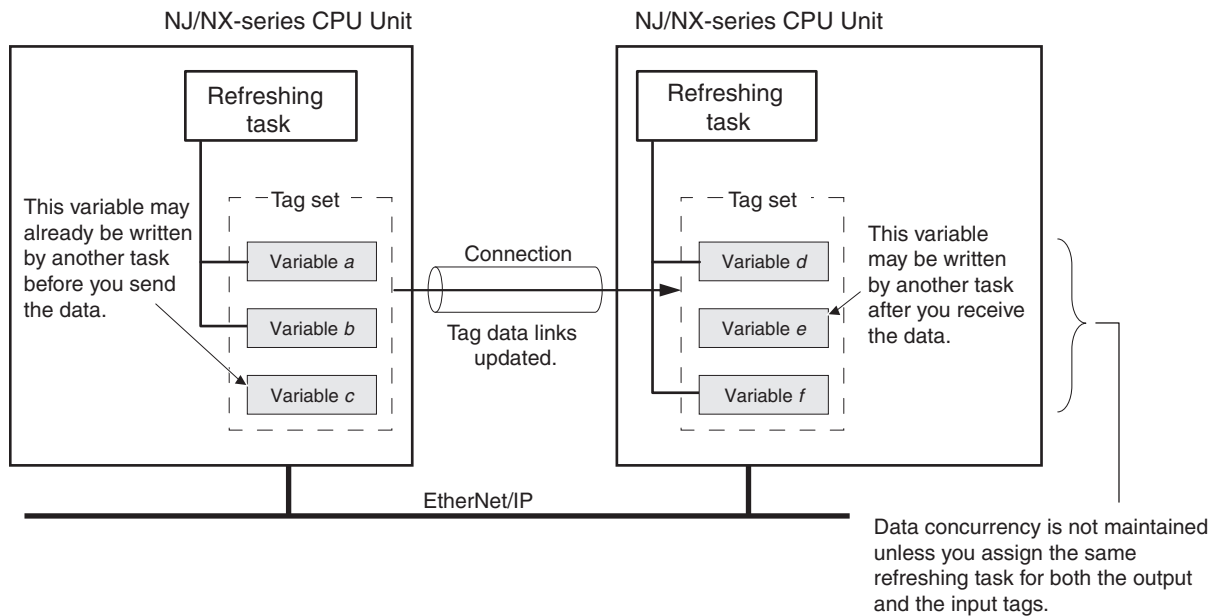 NJ/NX-series CPU Unit
NJ/NX-series CPU Unit
Refreshing
task
Refreshing
task
This variable may
already be written
by another task
before you send
the data.
Tag set
Variable a
Variable b
Variable c
Connection
Tag data links
updated.
Tag set
Variable d
Variable e
Variable f
This variable
may be written
by another task
after you receive
the data.
EtherNet/IP
Data concurrency is not maintained
unless you assign the same
refreshing task for both the output
and the input tags.